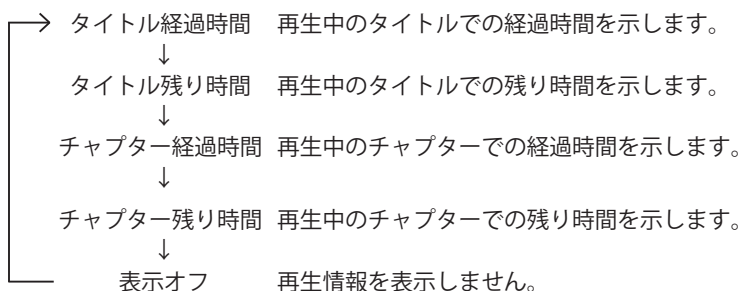 タイトル経過時間 再生中のタイトルでの経過時間を示します。
↓
タイトル残り時間 再生中のタイトルでの残り時間を示します。
↓
チャプター経過時間 再生中のチャプターでの経過時間を示します。
↓
チャプター残り時間 再生中のチャプターでの残り時間を示します。
↓
表示オフ 再生情報を表示しません。